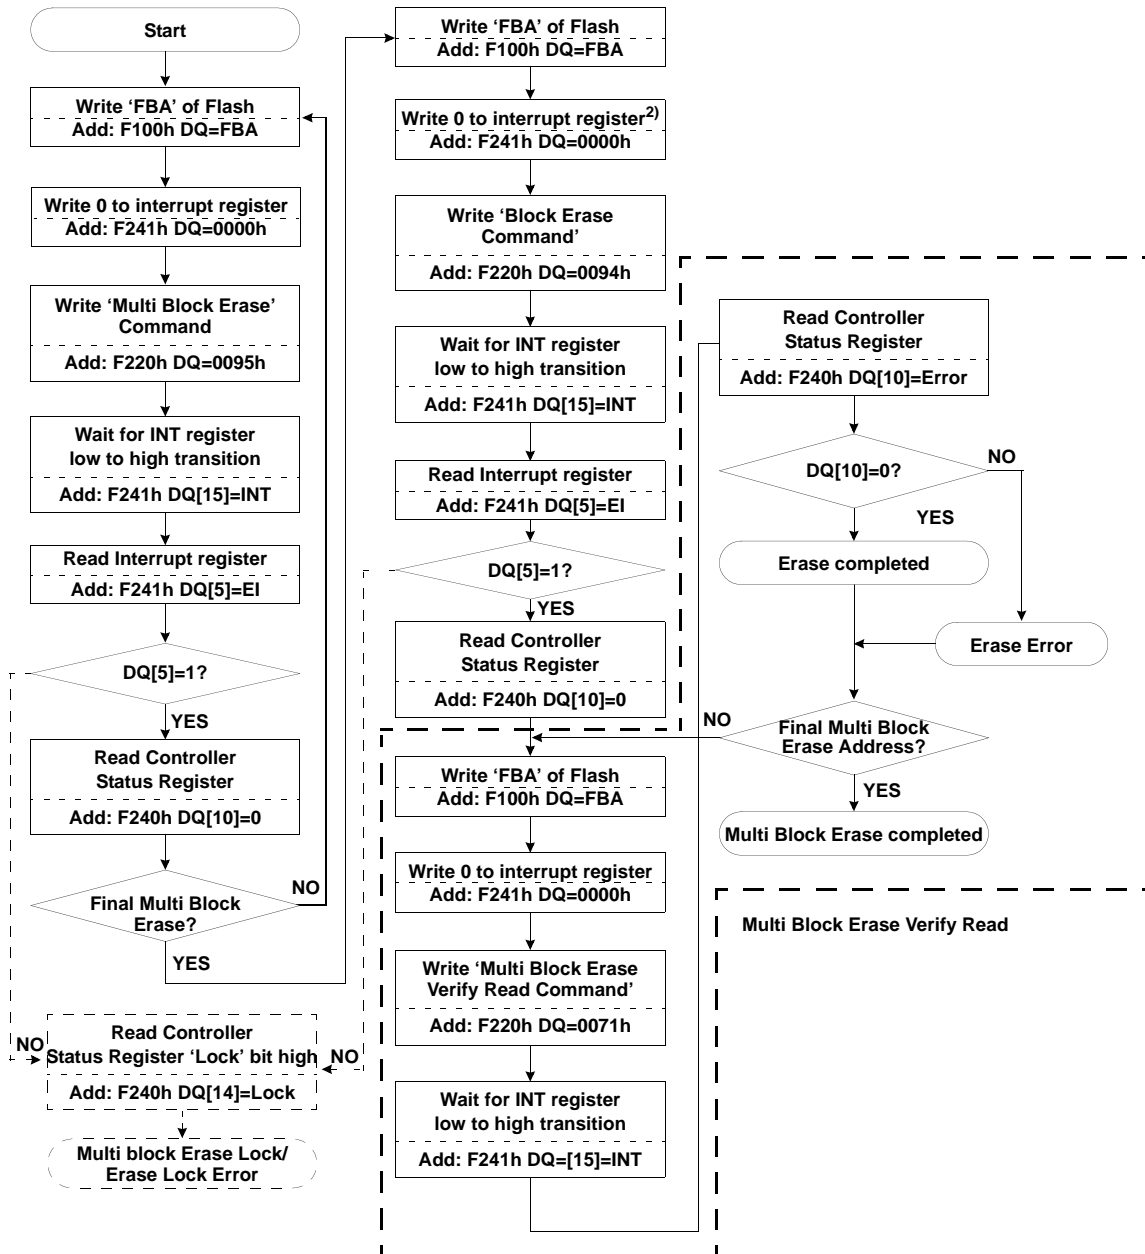 Start
Write ‘FBA’ of Flash
Add: F100h DQ=FBA
Write 0 to interrupt register
Add: F241h DQ=0000h
Write ‘Multi Block Erase’
Command
Add: F220h DQ=0095h
Wait for INT register
low to high transition
Add: F241h DQ[15]=INT
Read Interrupt register
Add: F241h DQ[5]=EI
DQ[5]=1?
YES
NO
Read Controller
Status Register
Add: F240h DQ[10]=0
Final Multi Block
Erase?
NO
YES
Read Controller
Status Register ‘Lock’ bit high
Add: F240h DQ[14]=Lock
Multi block Erase Lock/
Erase Lock Error
Write ‘FBA’ of Flash
Add: F100h DQ=FBA
Write 0 to interrupt register2)
Add: F241h DQ=0000h
Write ‘Block Erase
Command’
Add: F220h DQ=0094h
Wait for INT register
low to high transition
Add: F241h DQ[15]=INT
Read Interrupt register
Add: F241h DQ[5]=EI
DQ[5]=1?
YES
NO
Read Controller
Status Register
Add: F240h DQ[10]=0
Write ‘FBA’ of Flash
Add: F100h DQ=FBA
Write 0 to interrupt register
Add: F241h DQ=0000h
Write ‘Multi Block Erase
Verify Read Command’
Add: F220h DQ=0071h
Wait for INT register
low to high transition
Add: F241h DQ=[15]=INT
Read Controller
Status Register
Add: F240h DQ[10]=Error
DQ[10]=0?
NO
YES
Erase completed
Erase Error
Final Multi Block
Erase Address?
NO
YES
Multi Block Erase completed
Multi Block Erase Verify Read